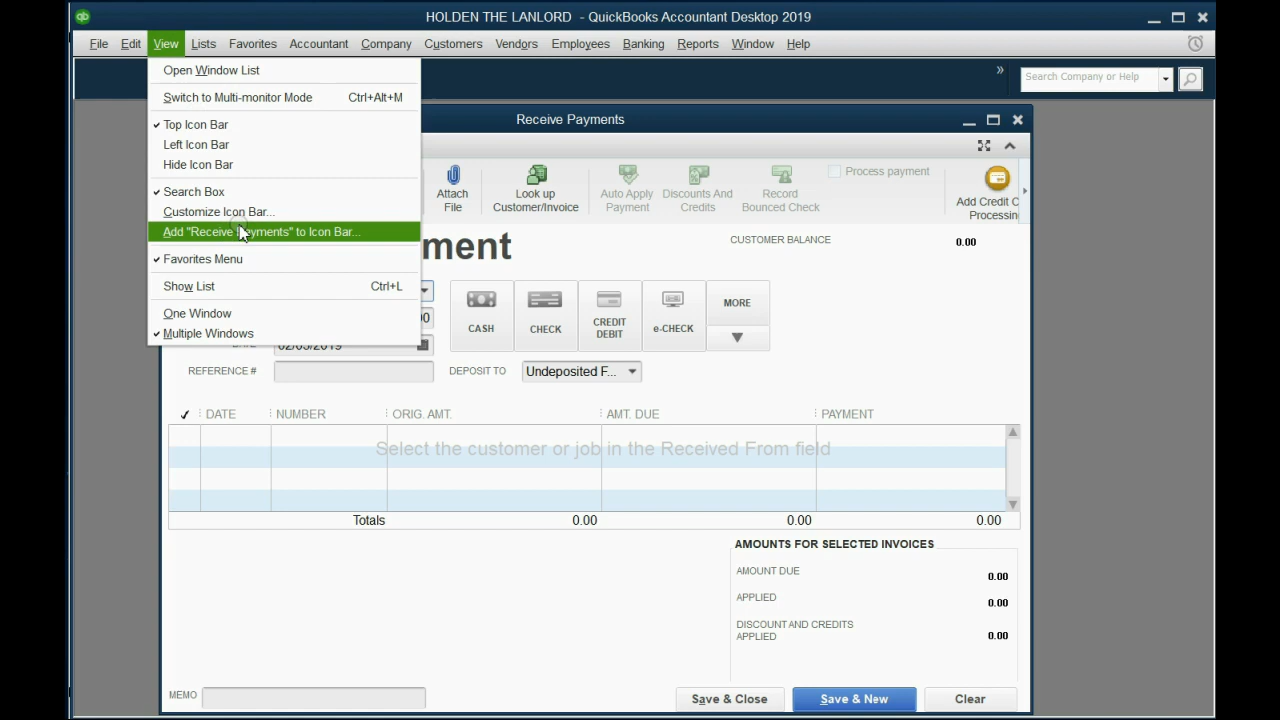 qb
HOLDEN THE LANLORD - QuickBooks Accountant Desktop 2019
File Edit View Lists Favorites Accountant Company Customers Vendors Employees Banking Reports Window Help
Open Window List
» Search Company or Help
Switch to Multi-monitor Mode Ctrl+Alt+M
Top Icon Bar
Left Icon Bar
Hide Icon Bar
Search Box
Customize Icon Bar...
Add "Receive Payments" to Icon Bar...
Favorites Menu
Show List Ctrl+L
One Window
Multiple Windows
Receive Payments
Attach File
Look up Customer/Invoice
Auto Apply Payment
Discounts And Credits
Record Bounced Check
Process payment
Add Credit C
Processin
ment
CUSTOMER BALANCE 0.00
00
CASH
CHECK
CREDIT DEBIT
e-CHECK
MORE
DATE 02/05/2019
REFERENCE # DEPOSIT TO Undeposited F...
DATE NUMBER ORIG. AMT. AMT. DUE PAYMENT
Select the customer or job in the Received From field
Totals 0.00 0.00 0.00
AMOUNTS FOR SELECTED INVOICES
AMOUNT DUE 0.00
APPLIED 0.00
DISCOUNT AND CREDITS
APPLIED 0.00
MEMO Save & Close Save & New Clear